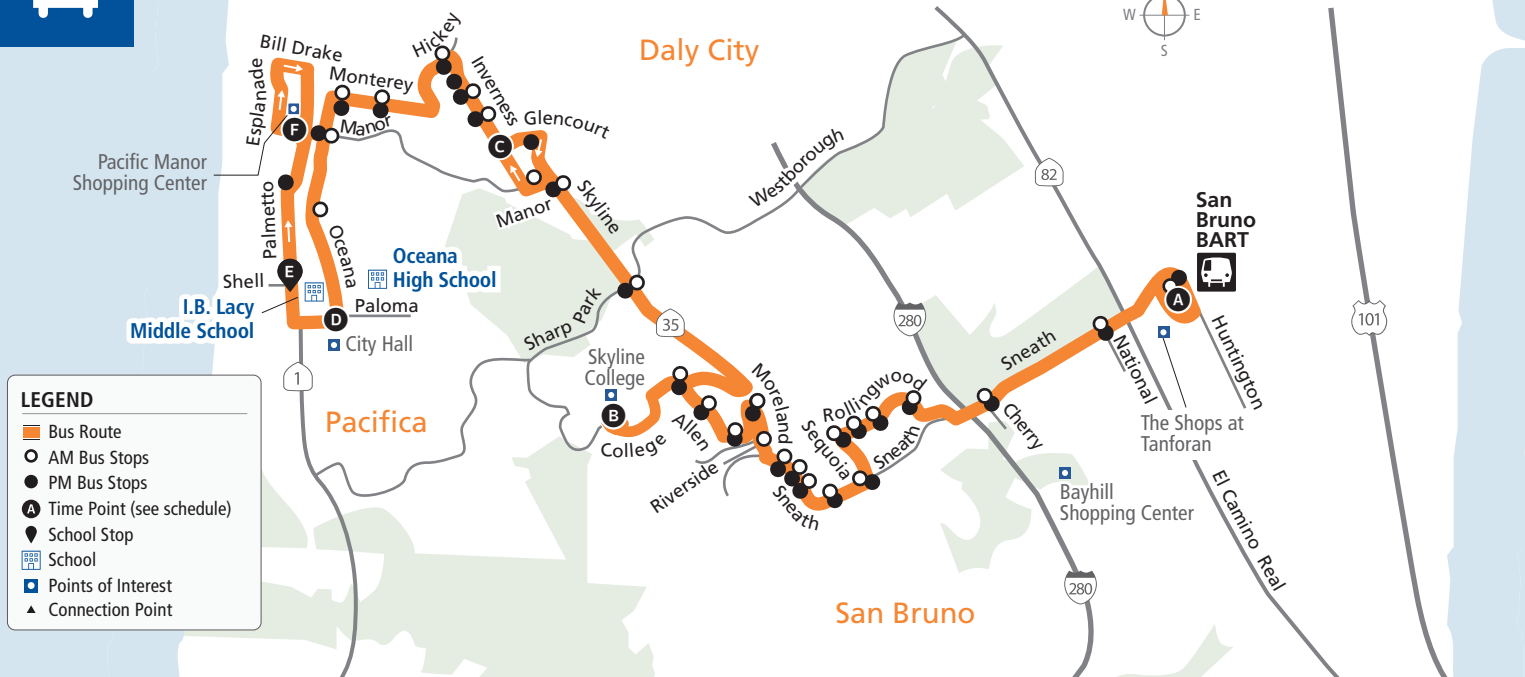 Bill Drake
Hickey
Daly City
W
E
S
Esplanade
Monterey
Inverness
Glencourt
F
Manor
C
Pacific Manor
Shopping Center
Westborough
82
San
Bruno
BART
Palmetto
Manor
Skyline
Oceana
Oceana
High School
Shell
E
A
I.B. Lacy
Middle School
Paloma
D
City Hall
Sharp Park
35
280
101
Huntington
National
Sneath
1
Skyline
College
Moreland
Rollingwood
Cherry
The Shops at
Tanforan
B
Pacifica
College
Allen
Sequoia
Sneath
Riverside
Sneath
Bayhill
Shopping Center
El Camino Real
280
San Bruno
LEGEND
Bus Route
AM Bus Stops
PM Bus Stops
A Time Point (see schedule)
School Stop
School
Points of Interest
Connection Point